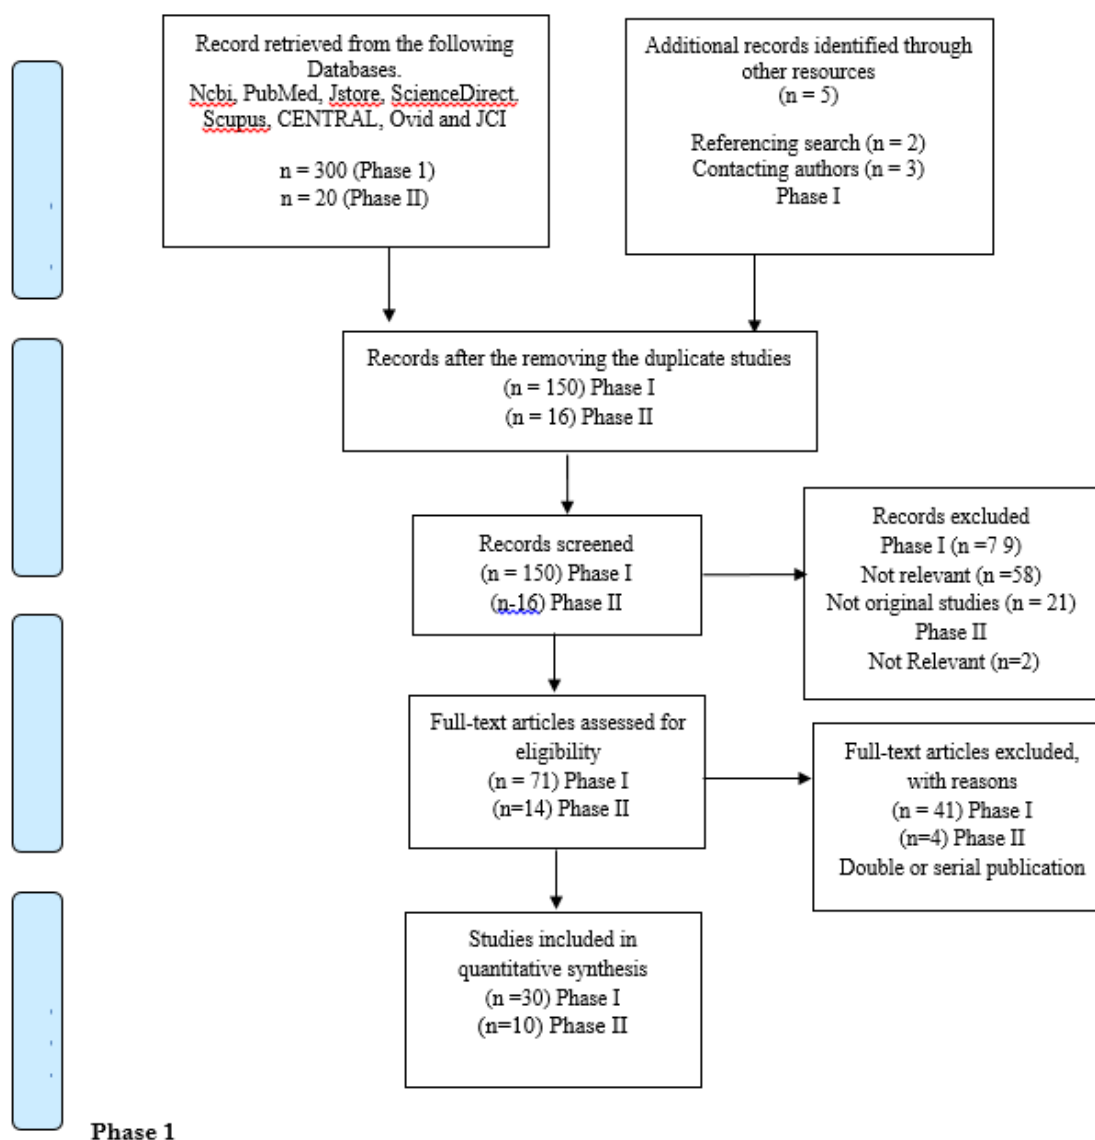 Record retrieved from the following
Databases.
Ncbi, PubMed, Jstore, ScienceDirect,
Scupus, CENTRAL, Ovid and JCI
n = 300 (Phase 1)
n = 20 (Phase II)
Additional records identified through
other resources
(n = 5)
Referencing search (n = 2)
Contacting authors (n = 3)
Phase I
Records after the removing the duplicate studies
(n = 150) Phase I
(n = 16) Phase II
Records screened
(n = 150) Phase I
(n-16) Phase II
Records excluded
Phase I (n =7 9)
Not relevant (n =58)
Not original studies (n = 21)
Phase II
Not Relevant (n=2)
Full-text articles assessed for
eligibility
(n = 71) Phase I
(n=14) Phase II
Full-text articles excluded,
with reasons
(n = 41) Phase I
(n=4) Phase II
Double or serial publication
Studies included in
quantitative synthesis
(n =30) Phase I
(n=10) Phase II
Phase 1